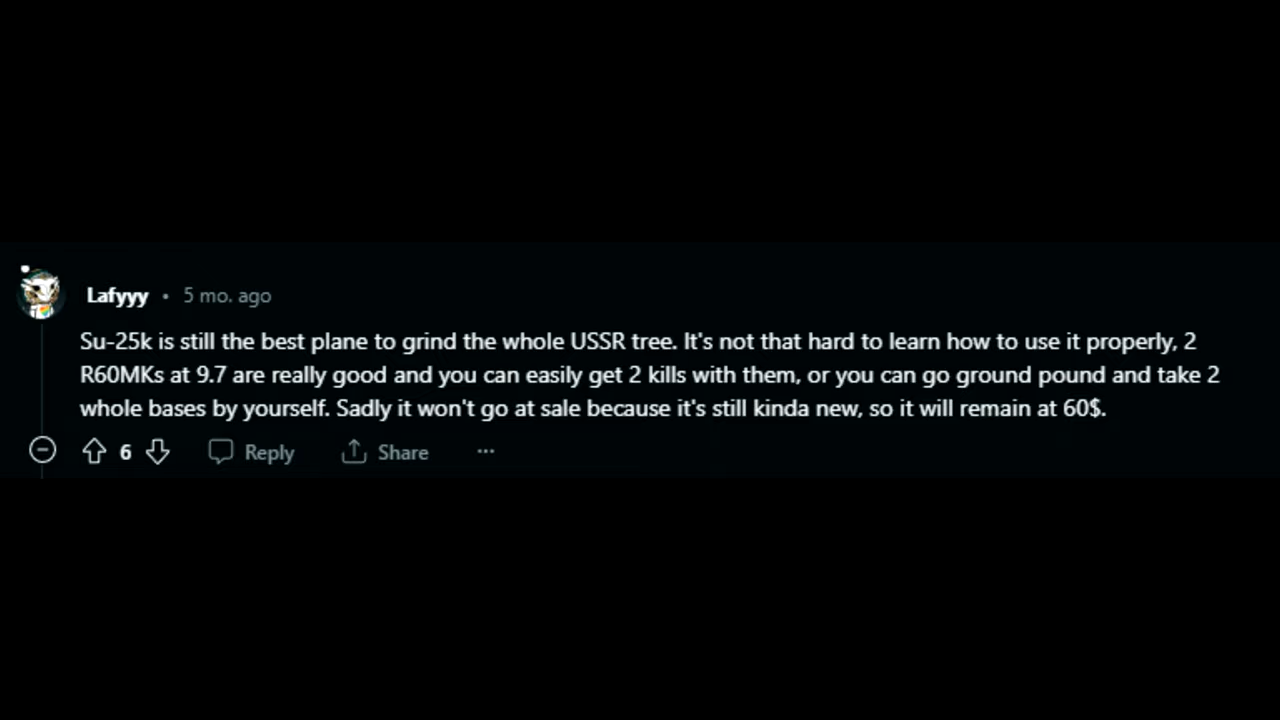 Lafyyy • 5 mo. ago
Su-25k is still the best plane to grind the whole USSR tree. It's not that hard to learn how to use it properly, 2
R60MKs at 9.7 are really good and you can easily get 2 kills with them, or you can go ground pound and take 2
whole bases by yourself. Sadly it won't go at sale because it's still kinda new, so it will remain at 60$.
6 Reply Share ...